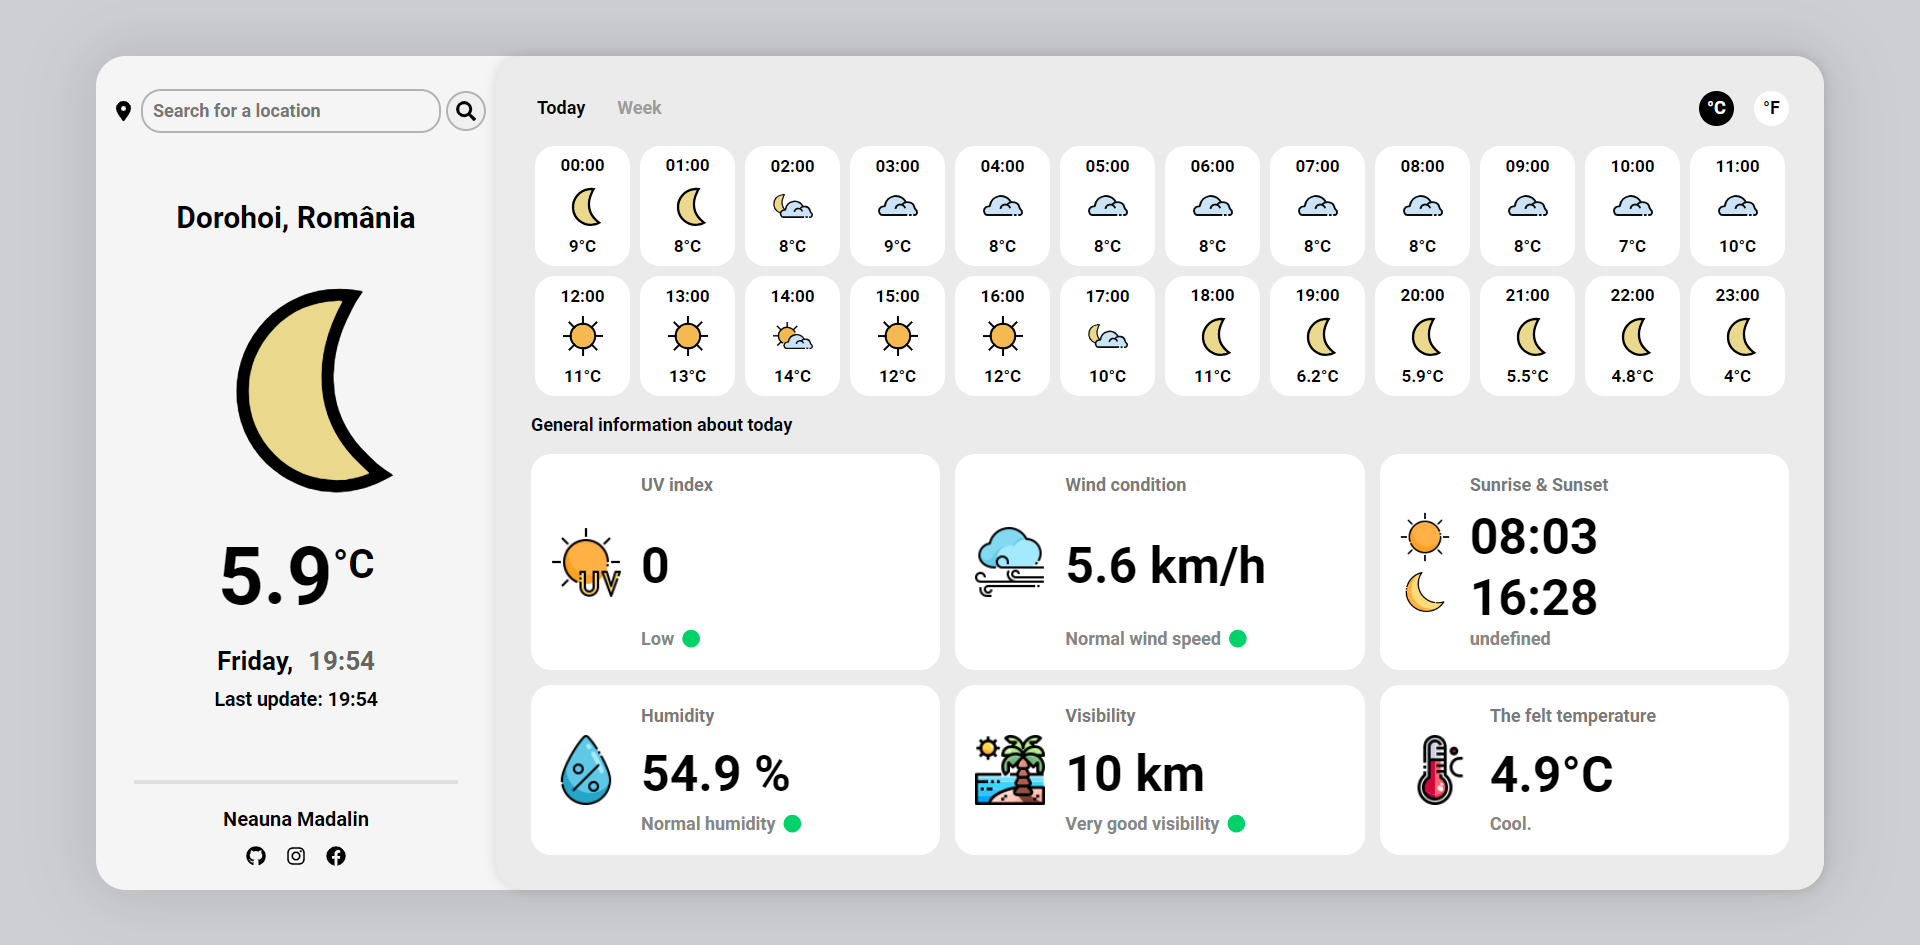 Search for a location
Dorohoi, România
5.9°C
Friday, 19:54
Last update: 19:54
Neauna Madalin
Today Week
°C °F
00:00 01:00 02:00 03:00 04:00 05:00 06:00 07:00 08:00 09:00 10:00 11:00
9°C 8°C 8°C 9°C 8°C 8°C 8°C 8°C 8°C 8°C 7°C 10°C
12:00 13:00 14:00 15:00 16:00 17:00 18:00 19:00 20:00 21:00 22:00 23:00
11°C 13°C 14°C 12°C 12°C 10°C 11°C 6.2°C 5.9°C 5.5°C 4.8°C 4°C
General information about today
UV index
UV
0
Low
Wind condition
5.6 km/h
Normal wind speed
Sunrise & Sunset
08:03
16:28
undefined
Humidity
54.9 %
Normal humidity
Visibility
10 km
Very good visibility
The felt temperature
4.9°C
Cool.